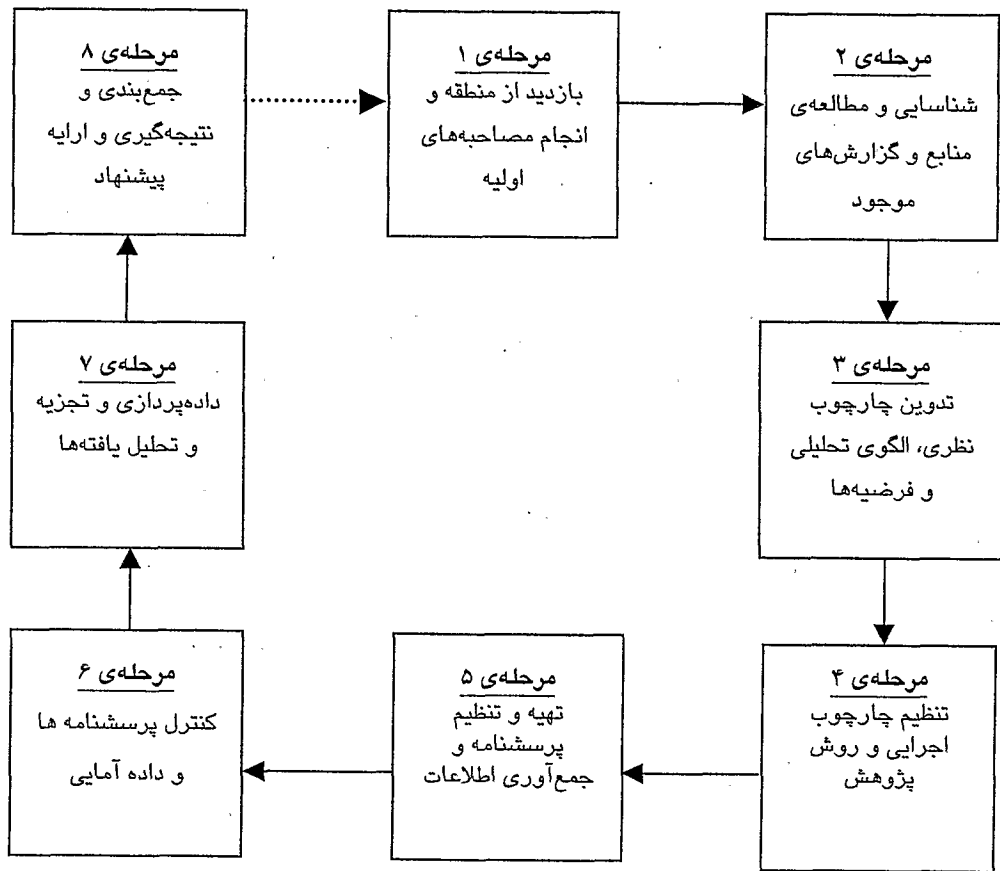 مرحله‌ی ۱
بازدید از منطقه و
انجام مصاحبه‌های
اولیه
مرحله‌ی ۲
شناسایی و مطالعه‌ی
منابع و گزارش‌های
موجود
مرحله‌ی ۳
تدوین چارچوب
نظری، الگوی تحلیلی
و فرضیه‌ها
مرحله‌ی ۴
تنظیم چارچوب
اجرایی و روش
پژوهش
مرحله‌ی ۵
تهیه و تنظیم
پرسشنامه و
جمع‌آوری اطلاعات
مرحله‌ی ۶
کنترل پرسشنامه ها
و داده آمایی
مرحله‌ی ۷
داده‌پردازی و تجزیه
و تحلیل یافته‌ها
مرحله‌ی ۸
جمع‌بندی و
نتیجه‌گیری و ارایه
پیشنهاد